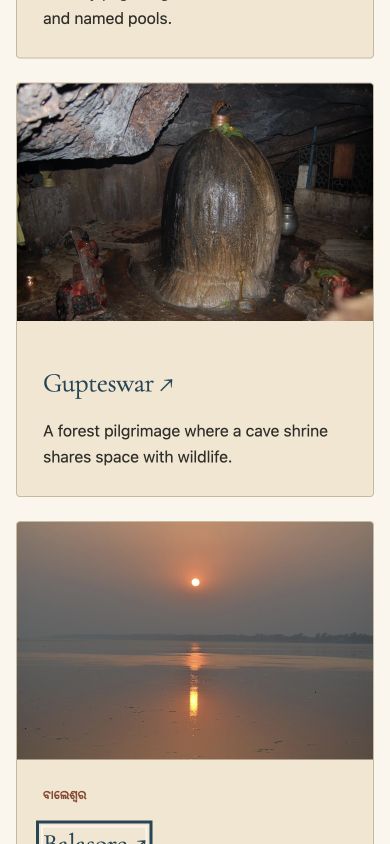 and named pools.
Gupteswar ↗
A forest pilgrimage where a cave shrine
shares space with wildlife.
ବାଲେଶ୍ୱର
Balasore ↗